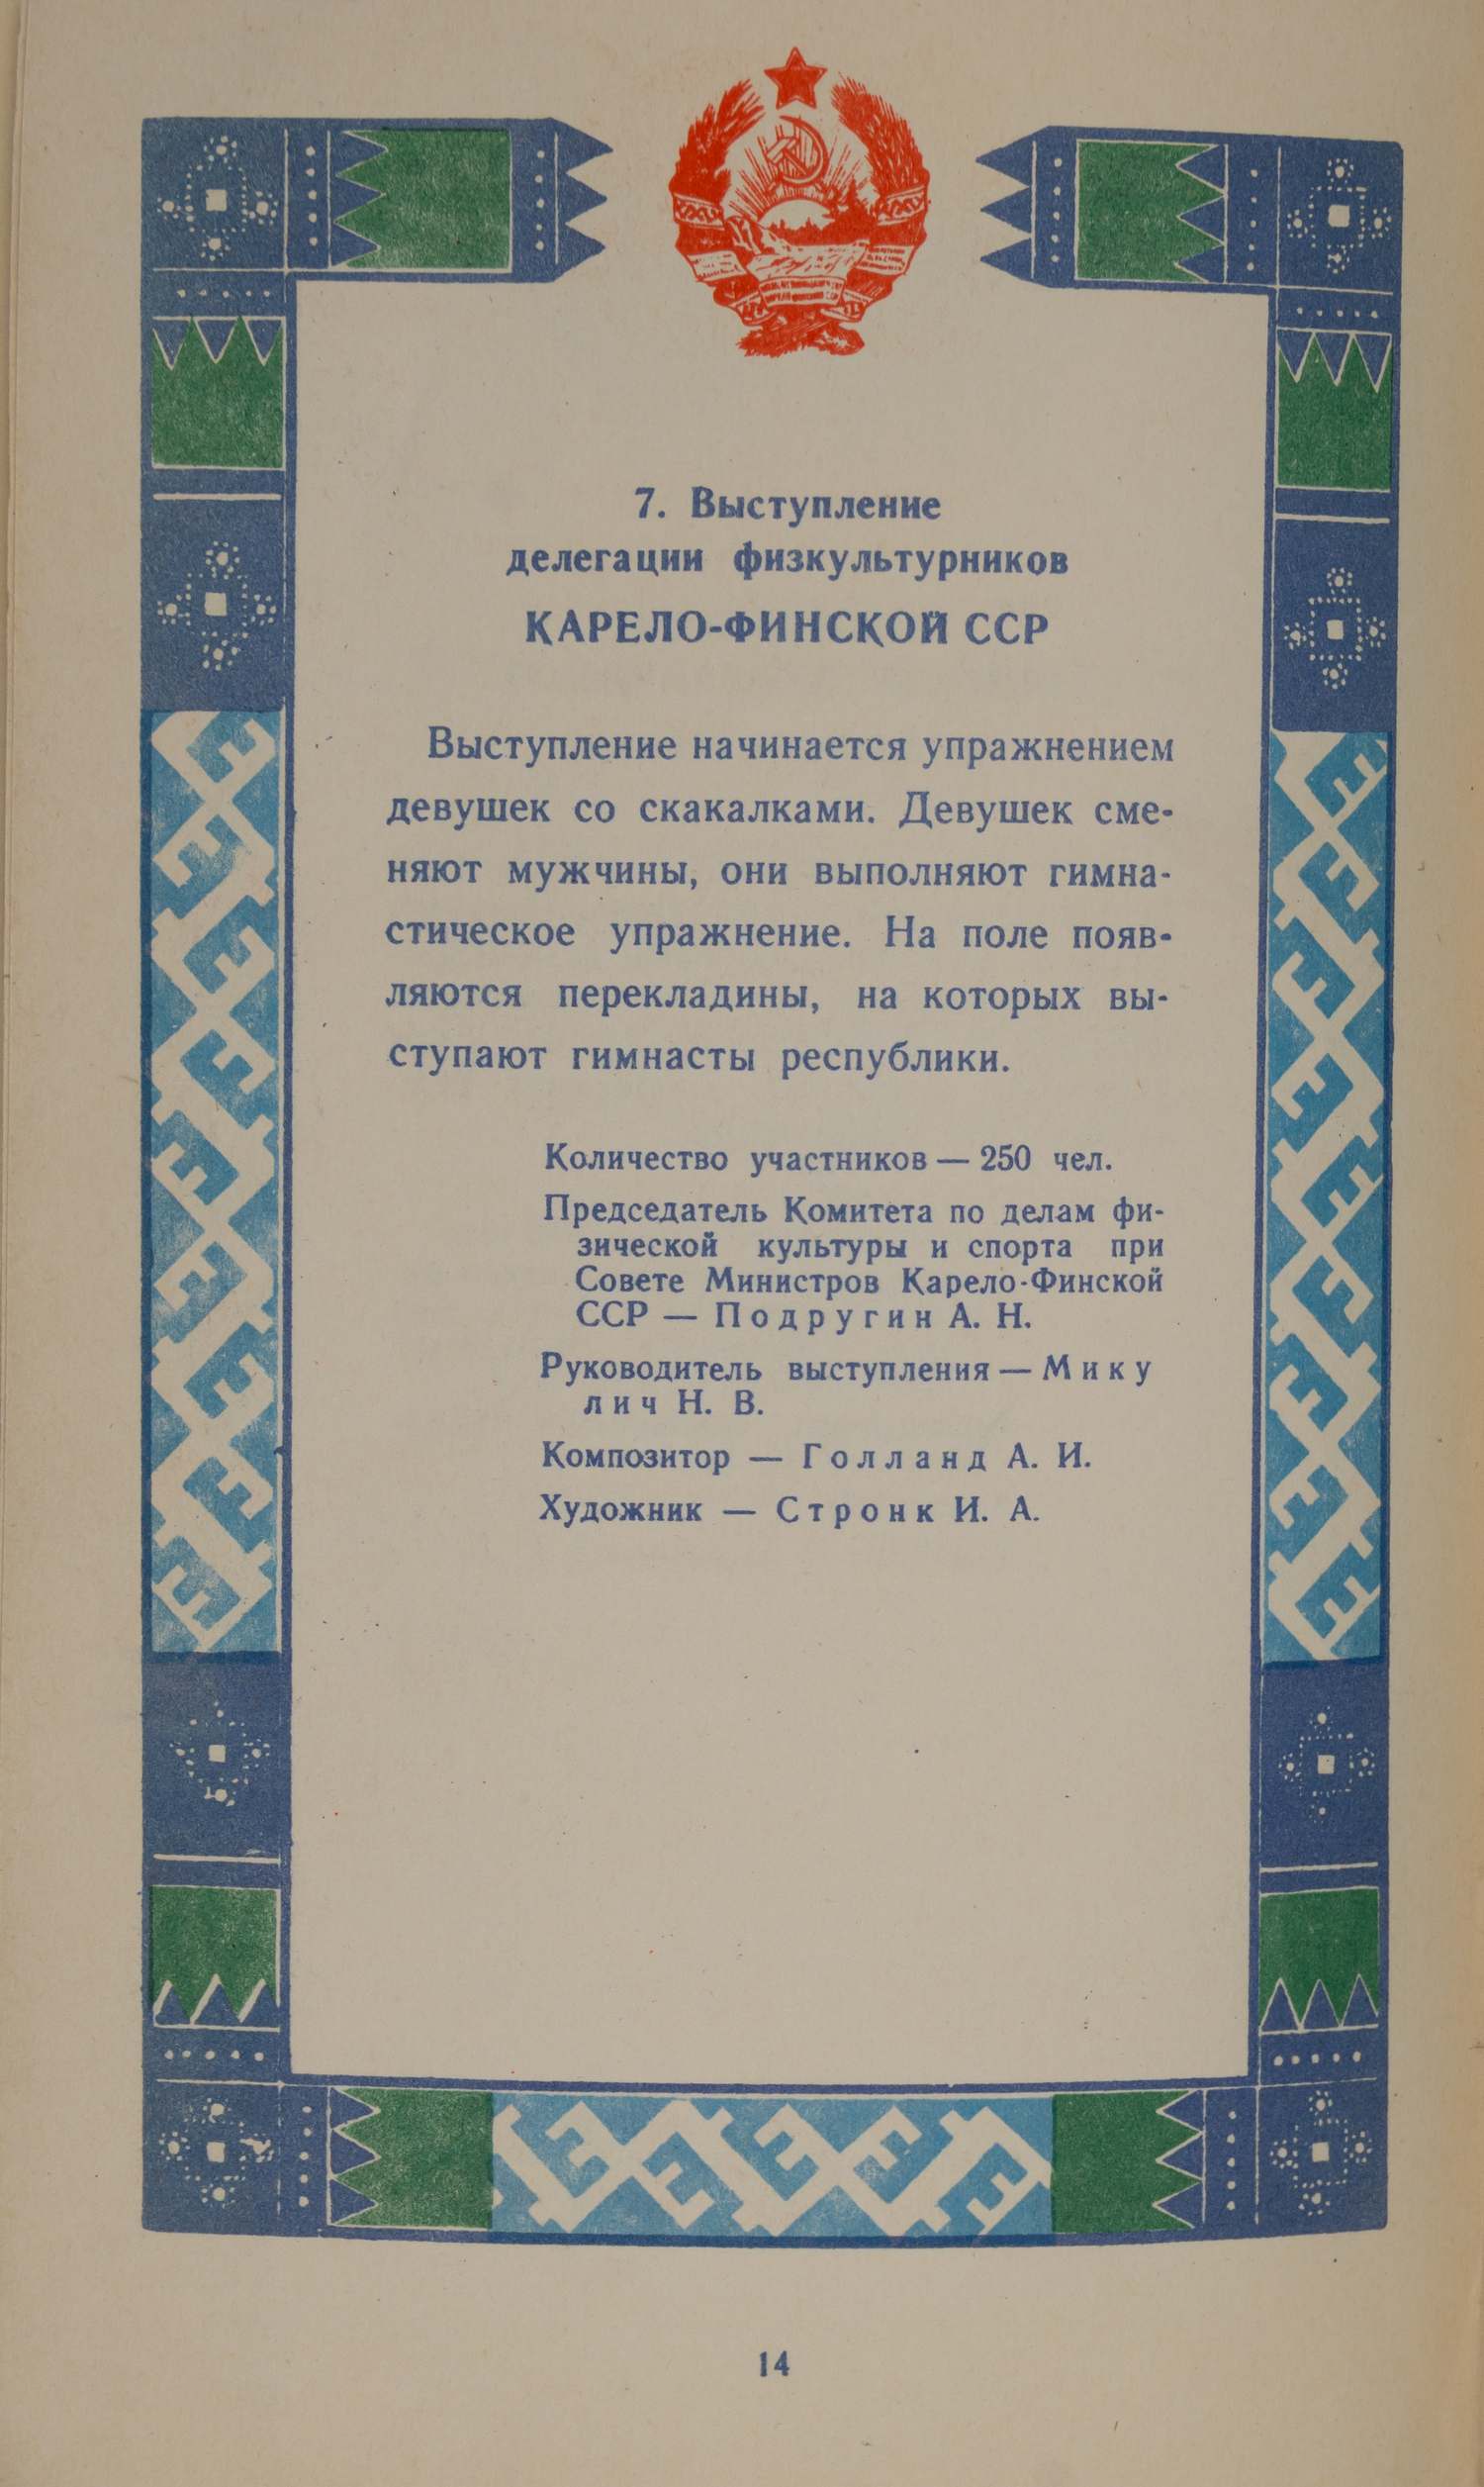 7. Выступление
делегации физкультурников
КАРЕЛО-ФИНСКОЙ ССР
Выступление начинается упражнением
девушек со скакалками. Девушек сме-
няют мужчины, они выполняют гимна-
стическое упражнение. На поле появ-
ляются перекладины, на которых вы-
ступают гимнасты республики.
Количество участников — 250 чел.
Председатель Комитета по делам фи-
зической культуры и спорта при
Совете Министров Карело-Финской
ССР — Подругин А. Н.
Руководитель выступления — Мику
лич Н. В.
Композитор — Голланд А. И.
Художник — Стронк И. А.
14